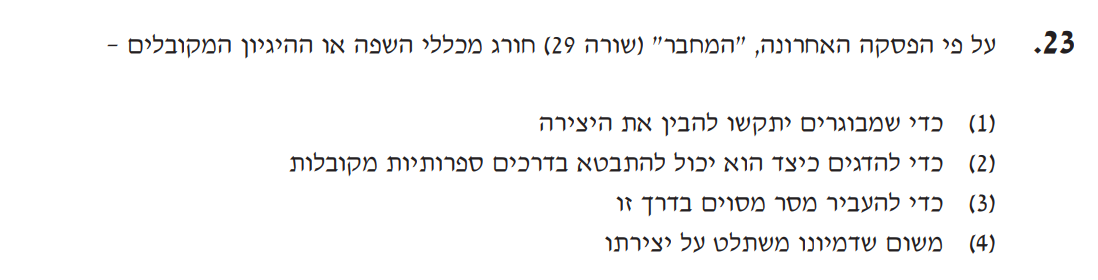 23. על פי הפסקה האחרונה, "המחבר" (שורה 29) חורג מכללי השפה או ההיגיון המקובלים –
(1) כדי שמבוגרים יתקשו להבין את היצירה
(2) כדי להדגים כיצד הוא יכול להתבטא בדרכים ספרותיות מקובלות
(3) כדי להעביר מסר מסוים בדרך זו
(4) משום שדמיונו משתלט על יצירתו